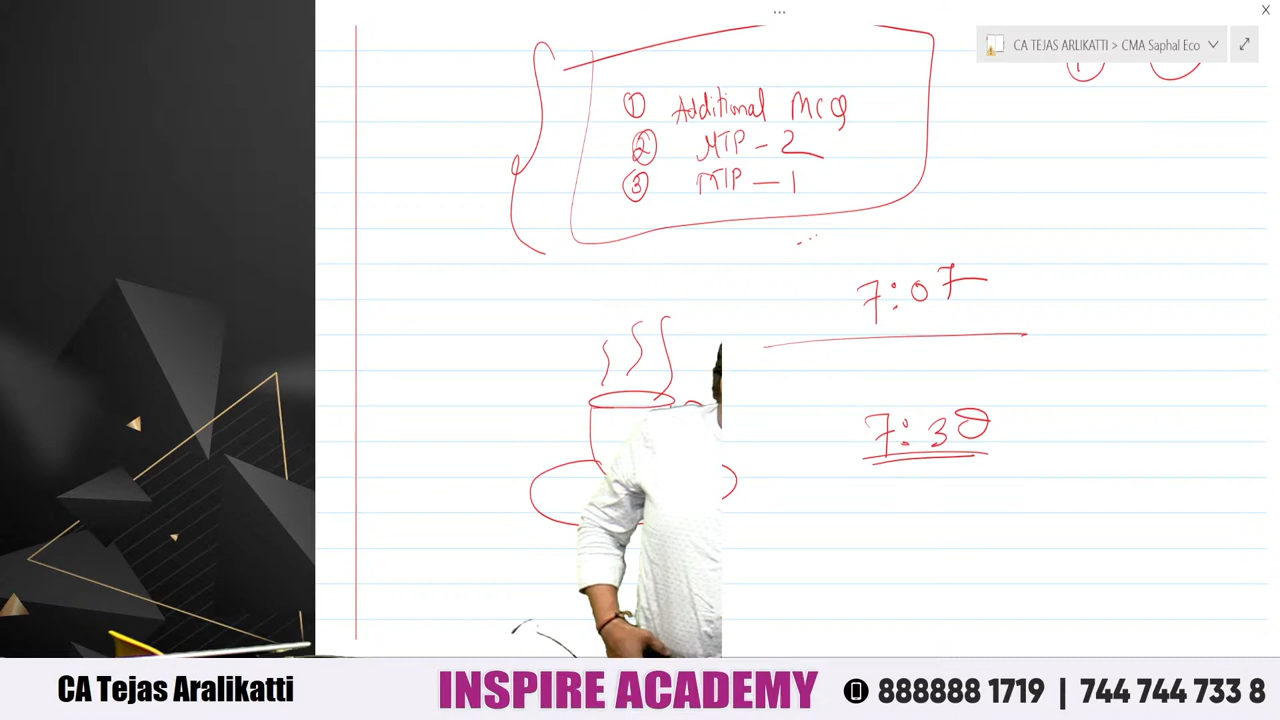 CA TEJAS ARLIKATTI > CMA Saphal Eco
① Additional MCQ
② MTP - 2
③ MTP - 1
7:07
7:30
CA Tejas Aralikatti
INSPIRE ACADEMY
888888 1719 | 744 744 733 8